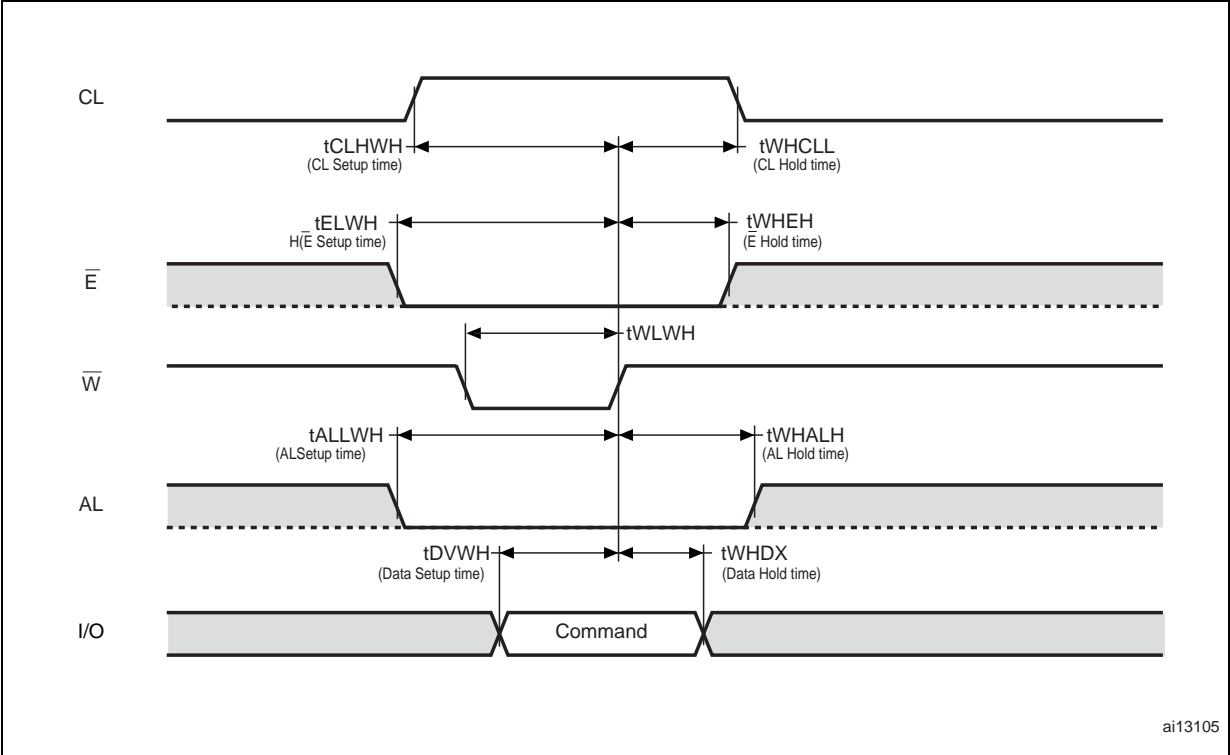 CL
tCLHWH
(CL Setup time)
tWHCLL
(CL Hold time)
tELWH
H(E̅ Setup time)
tWHEH
(E̅ Hold time)
E̅
tWLWH
W̅
tALLWH
(ALSetup time)
tWHALH
(AL Hold time)
AL
tDVWH
(Data Setup time)
tWHDX
(Data Hold time)
I/O
Command
ai13105